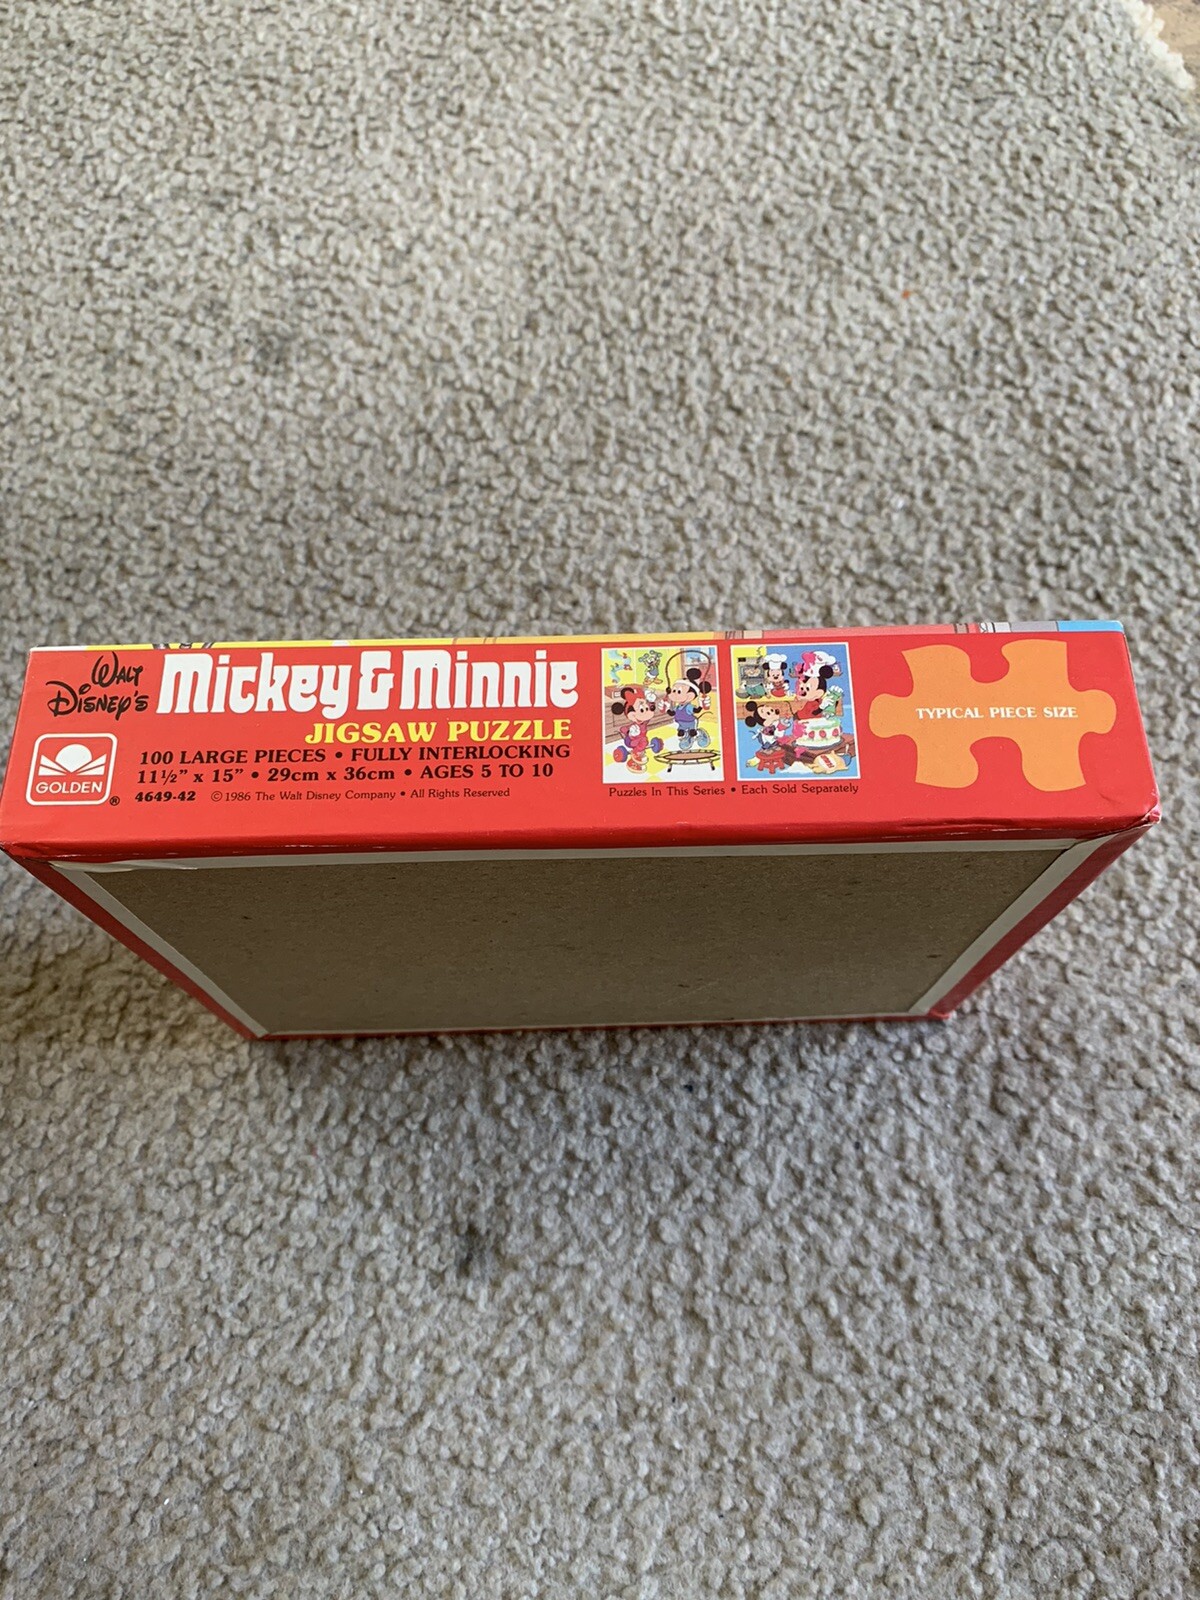 WALT DISNEY'S
Mickey & Minnie
JIGSAW PUZZLE
100 LARGE PIECES • FULLY INTERLOCKING
11½" x 15" • 29cm x 36cm • AGES 5 TO 10
4649-42 ©1986 The Walt Disney Company • All Rights Reserved
GOLDEN ®
Puzzles In This Series • Each Sold Separately
TYPICAL PIECE SIZE